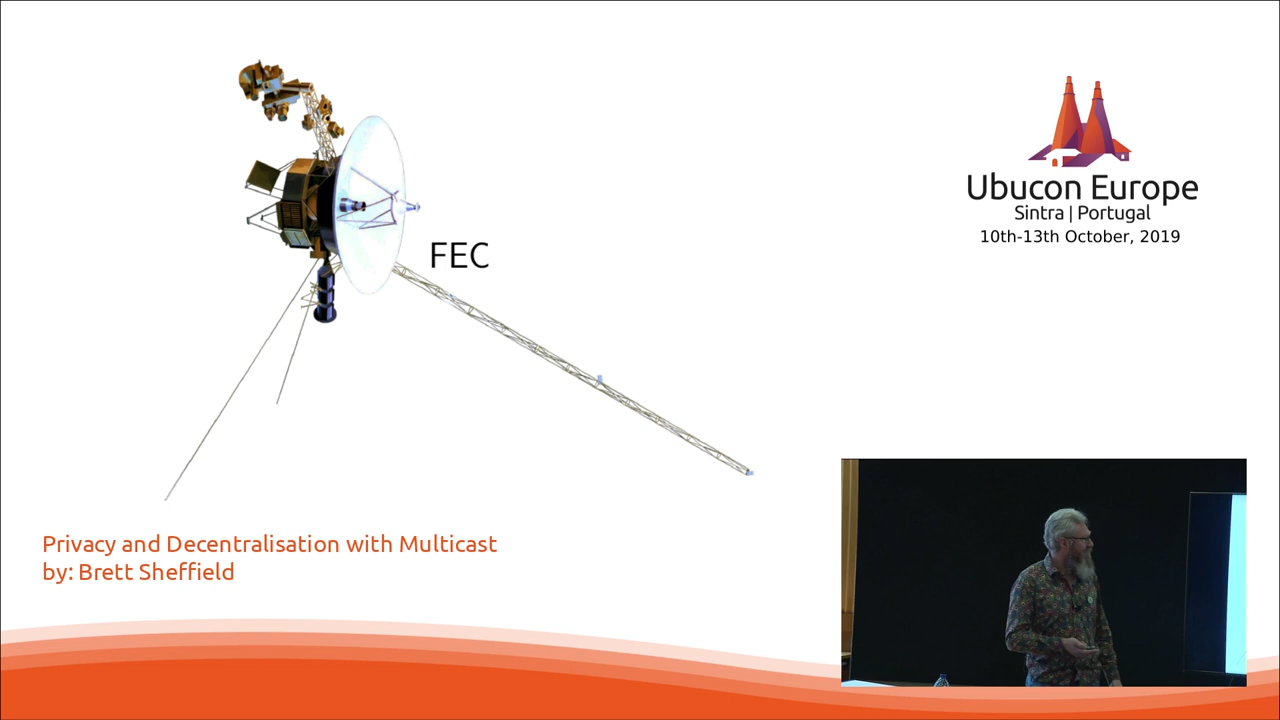 FEC
Ubucon Europe
Sintra | Portugal
10th-13th October, 2019
Privacy and Decentralisation with Multicast
by: Brett Sheffield